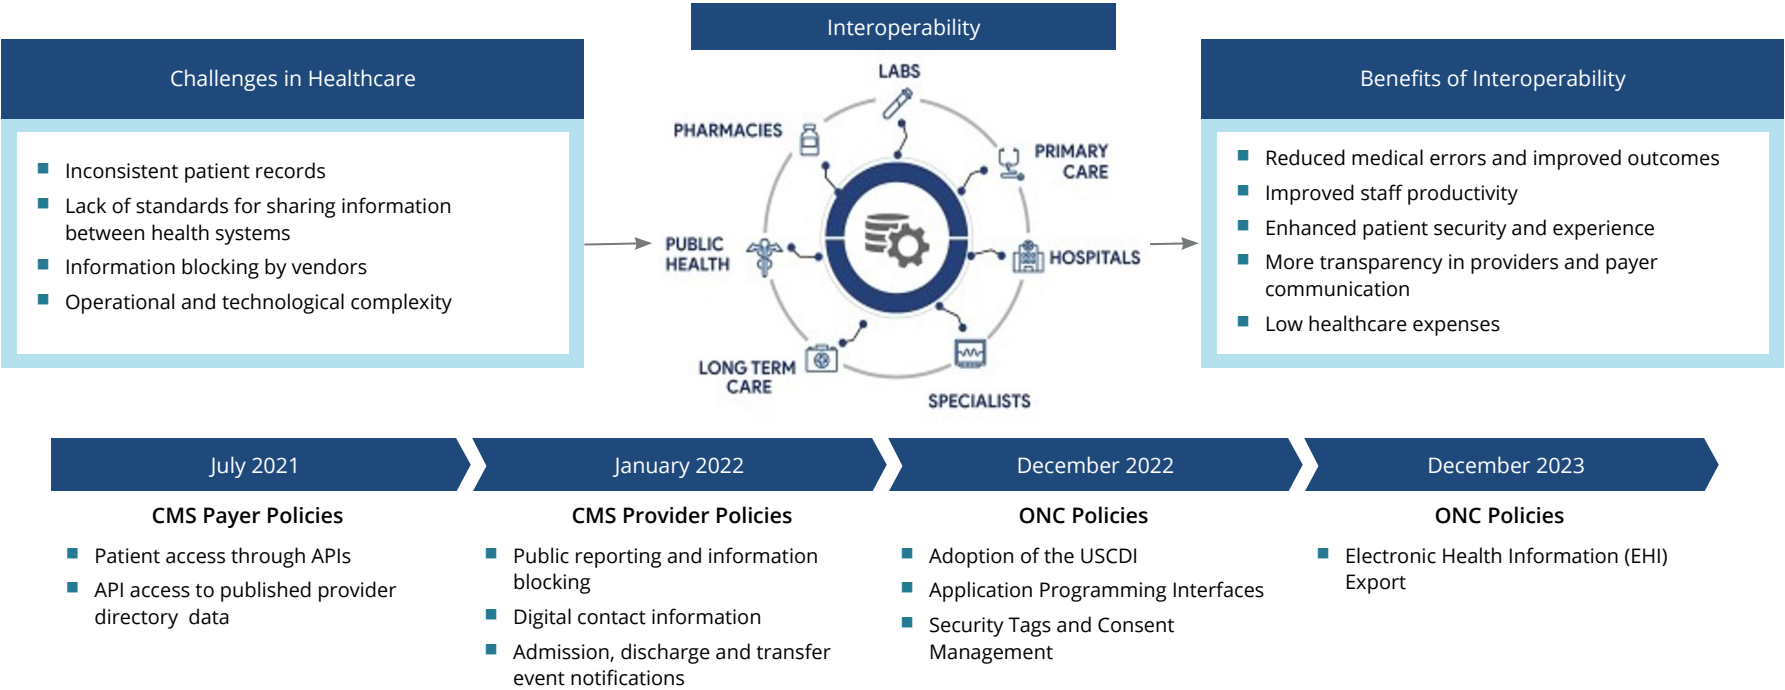 Interoperability
Challenges in Healthcare
Inconsistent patient records
Lack of standards for sharing information
between health systems
Information blocking by vendors
Operational and technological complexity
LABS
PHARMACIES
PRIMARY
CARE
PUBLIC
HEALTH
HOSPITALS
LONG TERM
CARE
SPECIALISTS
Benefits of Interoperability
Reduced medical errors and improved outcomes
Improved staff productivity
Enhanced patient security and experience
More transparency in providers and payer
communication
Low healthcare expenses
July 2021
CMS Payer Policies
Patient access through APIs
API access to published provider
directory data
January 2022
CMS Provider Policies
Public reporting and information
blocking
Digital contact information
Admission, discharge and transfer
event notifications
December 2022
ONC Policies
Adoption of the USCDI
Application Programming Interfaces
Security Tags and Consent
Management
December 2023
ONC Policies
Electronic Health Information (EHI)
Export